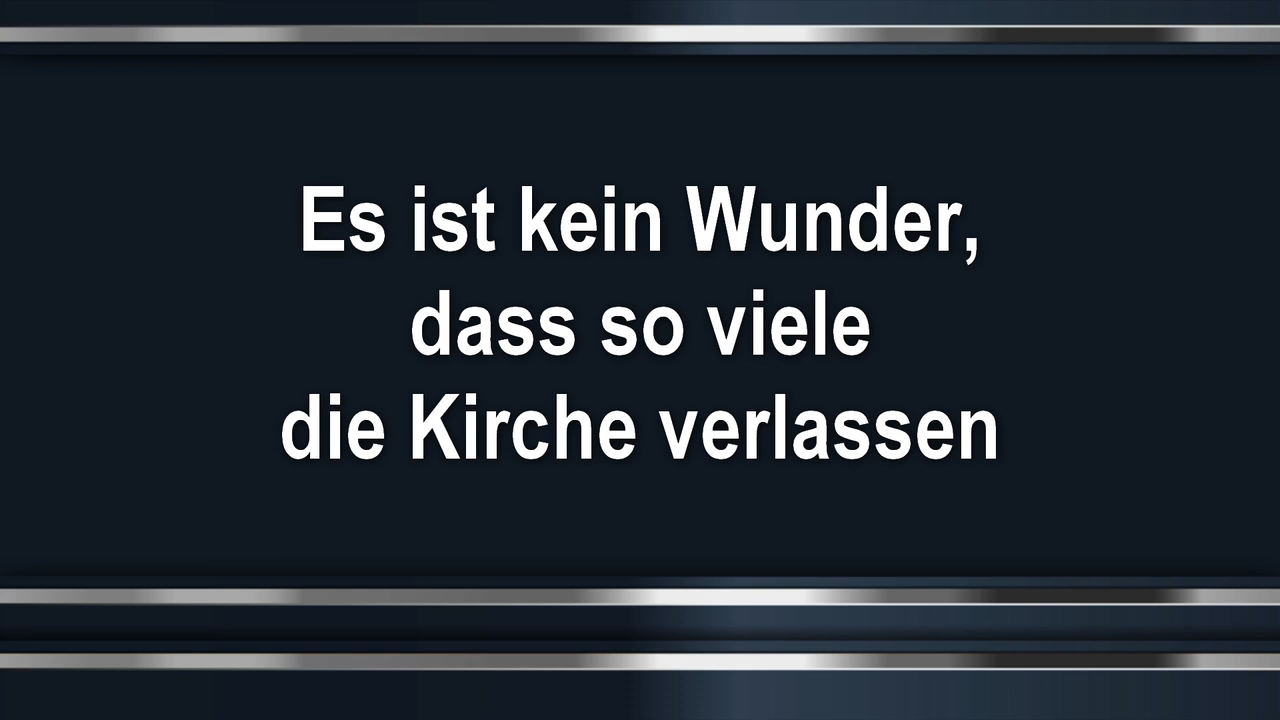 Es ist kein Wunder,
dass so viele
die Kirche verlassen